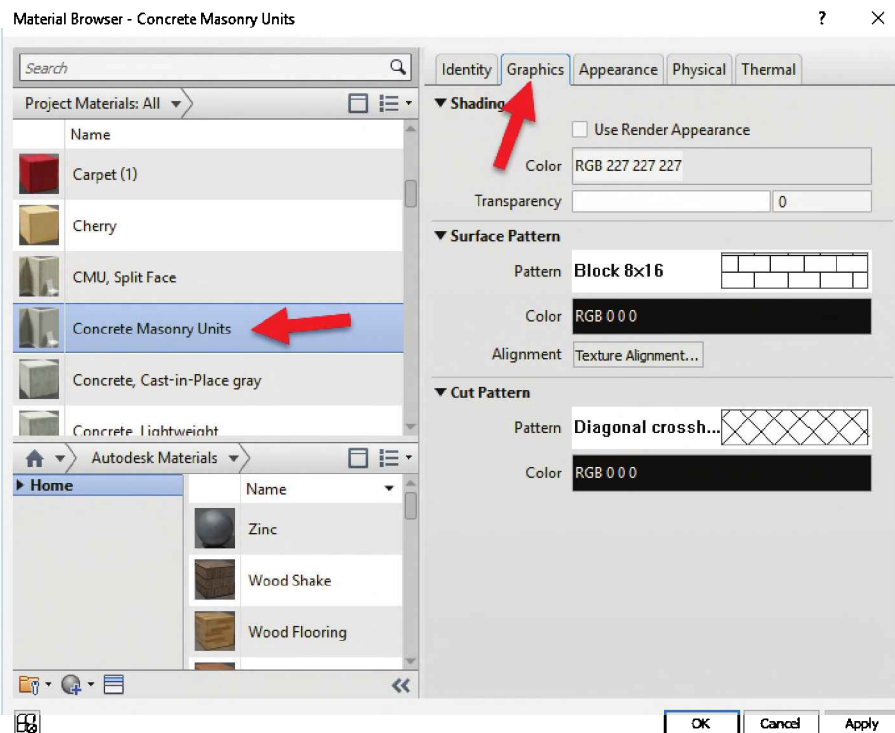 Material Browser - Concrete Masonry Units
? X
Search
Project Materials: All
Name
Carpet (1)
Cherry
CMU, Split Face
Concrete Masonry Units
Concrete, Cast-in-Place gray
Concrete, Lightweight
Autodesk Materials
Home
Name
Zinc
Wood Shake
Wood Flooring
Identity Graphics Appearance Physical Thermal
Shading
Use Render Appearance
Color RGB 227 227 227
Transparency 0
Surface Pattern
Pattern Block 8x16
Color RGB 0 0 0
Alignment Texture Alignment...
Cut Pattern
Pattern Diagonal crossh...
Color RGB 0 0 0
OK Cancel Apply